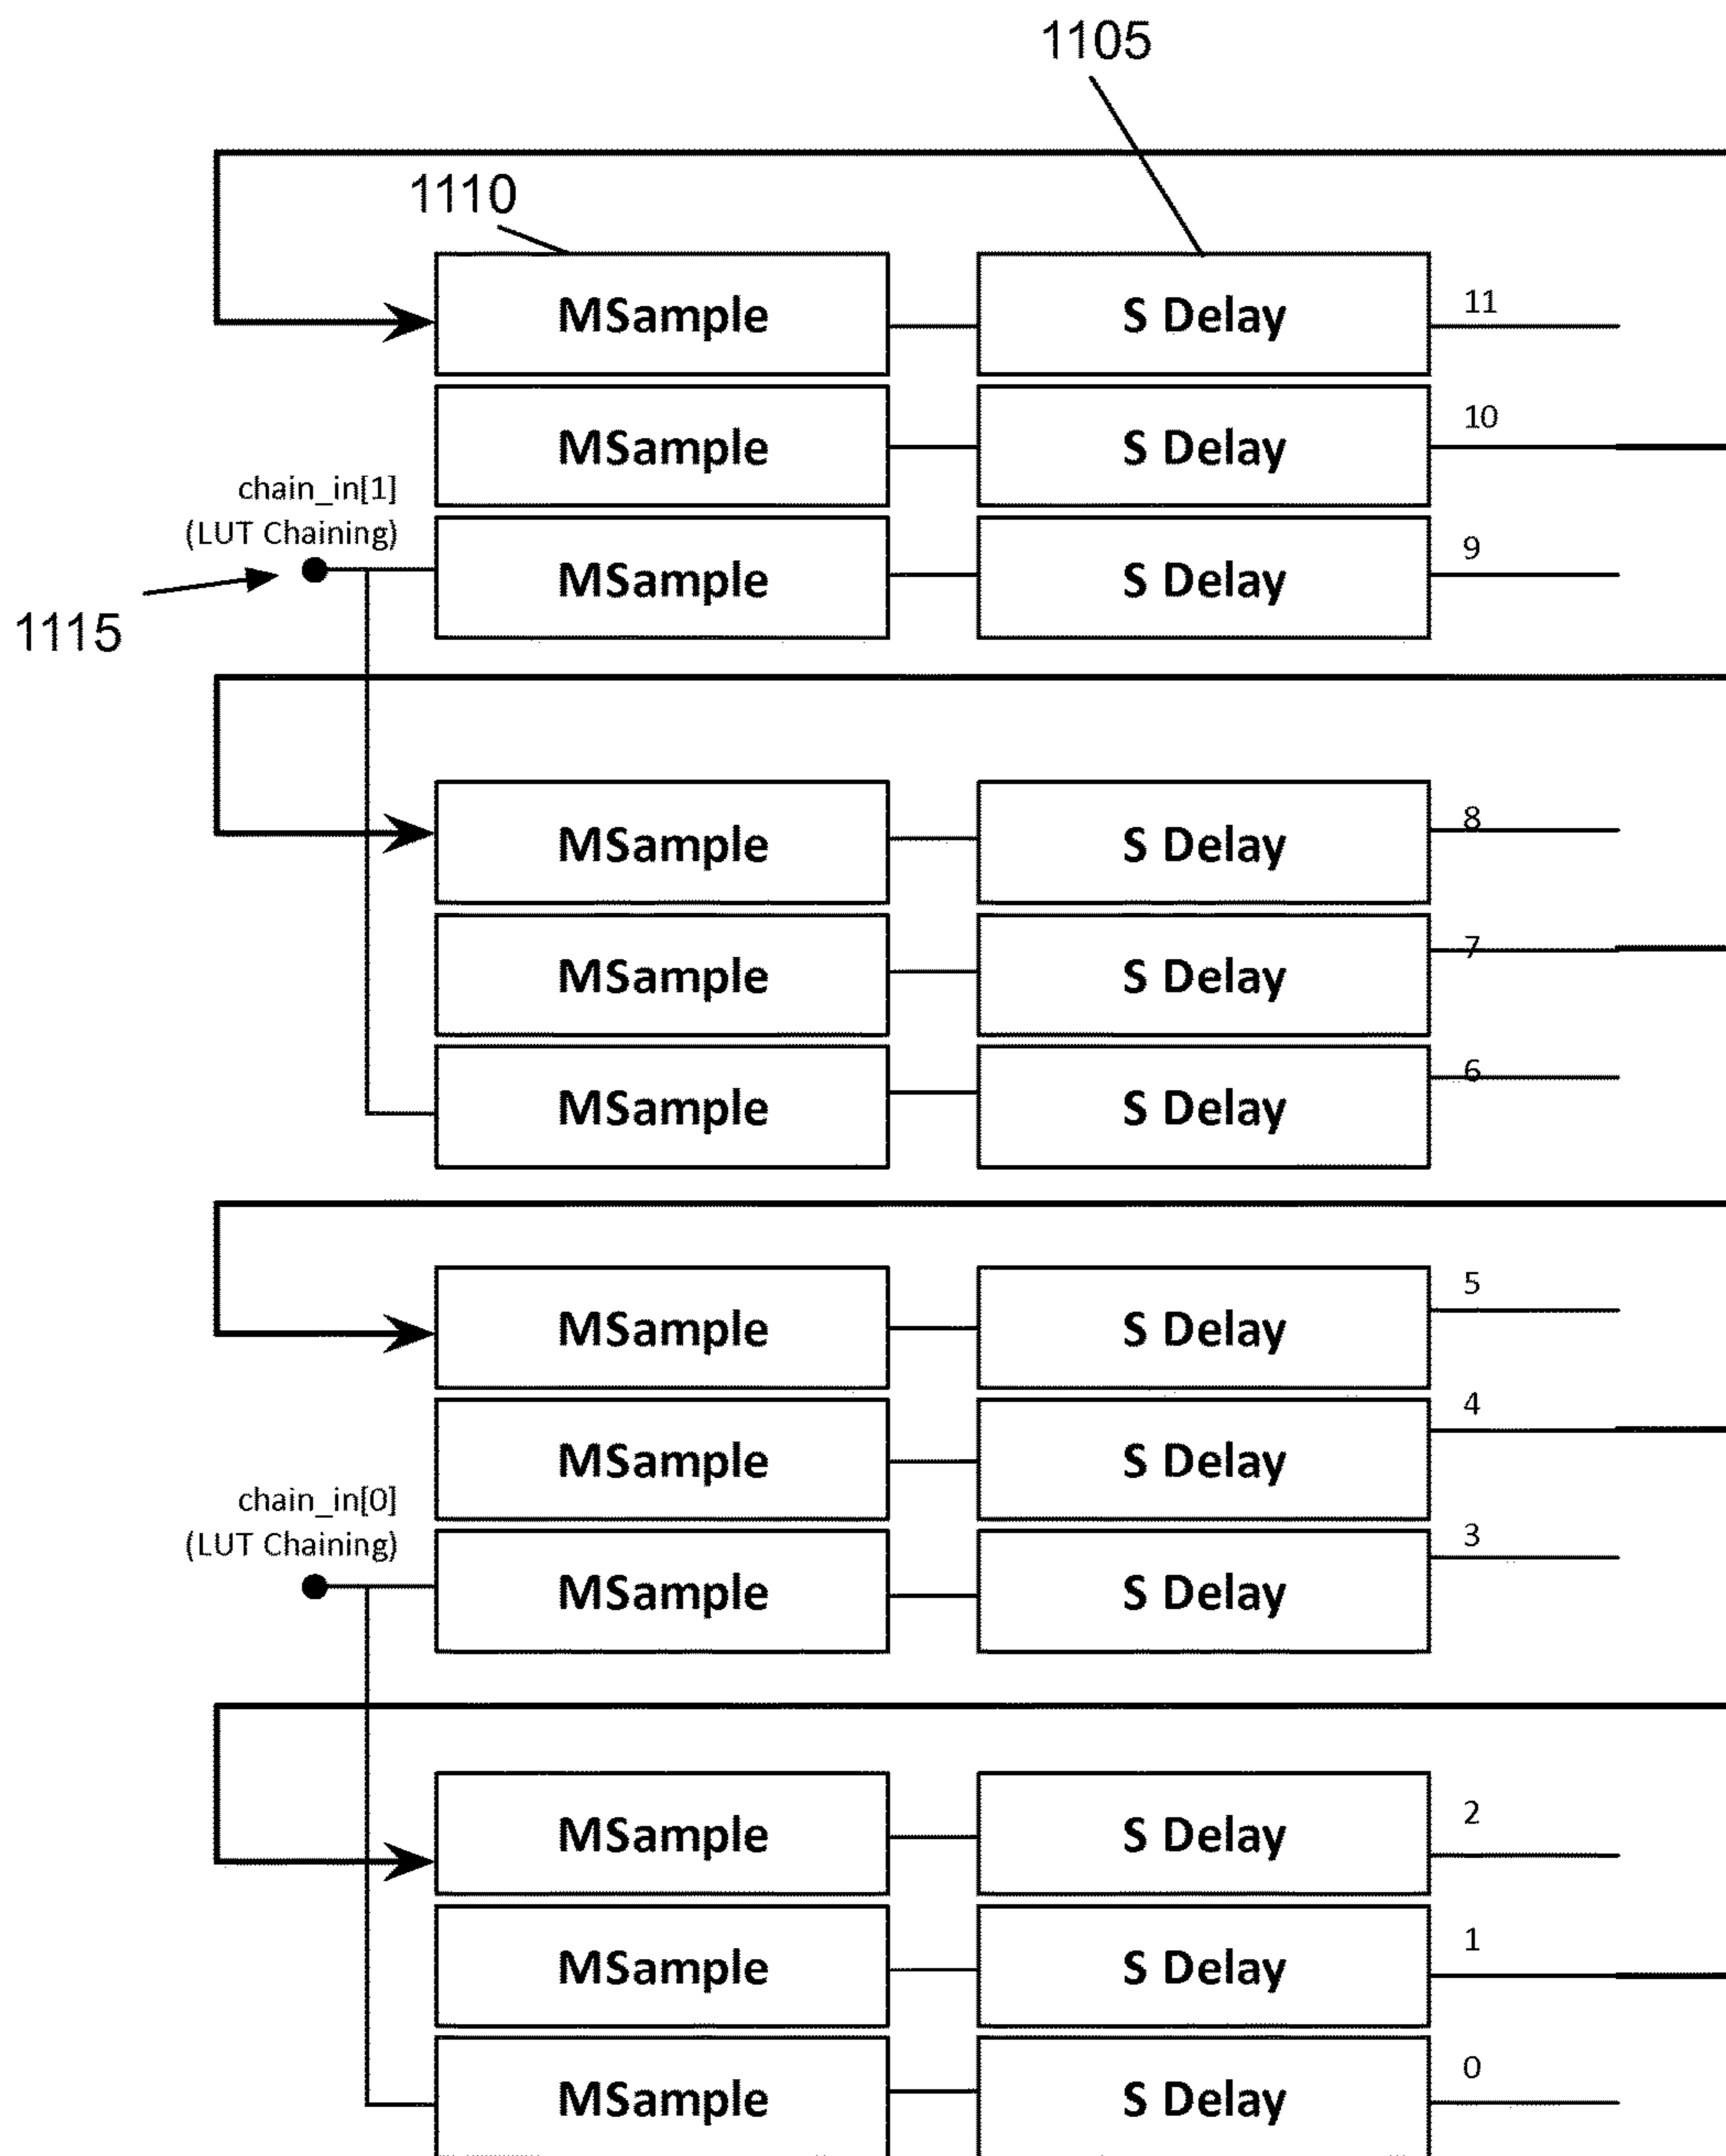 1105
1110
MSample S Delay 11
MSample S Delay 10
chain_in[1]
(LUT Chaining)
MSample S Delay 9
1115
MSample S Delay 8
MSample S Delay 7
MSample S Delay 6
MSample S Delay 5
MSample S Delay 4
chain_in[0]
(LUT Chaining)
MSample S Delay 3
MSample S Delay 2
MSample S Delay 1
MSample S Delay 0